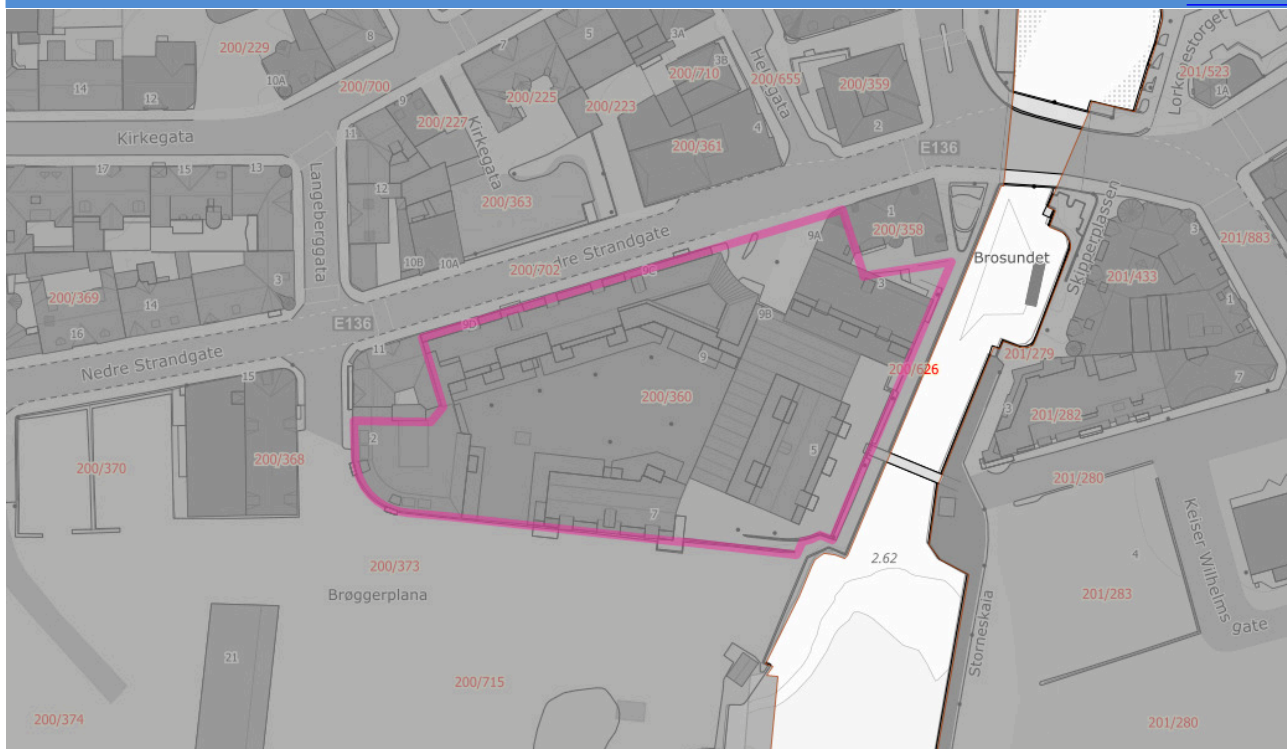 8
7
5
3A
200/229
3B
Hellegata
10A
200/700
200/710
200/655
200/359
201/523
Lorkenestorget
14
12
9
200/225
200/223
1A
200/227
2
Kirkegata
11
Kirkegata
4
200/361
E136
17
15
13
Langeberggata
12
200/363
Skipperplassen
1
9A
200/358
3
201/883
10B
10A
Nedre Strandgate
200/702
Brosundet
200/369
14
3
9C
3
201/433
16
E136
9D
9B
1
Nedre Strandgate
11
9
201/279
15
200/626
7
200/360
3
201/282
2
5
200/370
200/368
201/280
7
Keiser Wilhelms gate
200/373
2.62
4
Brøggerplana
201/283
Storneskaia
21
200/715
200/374
201/280